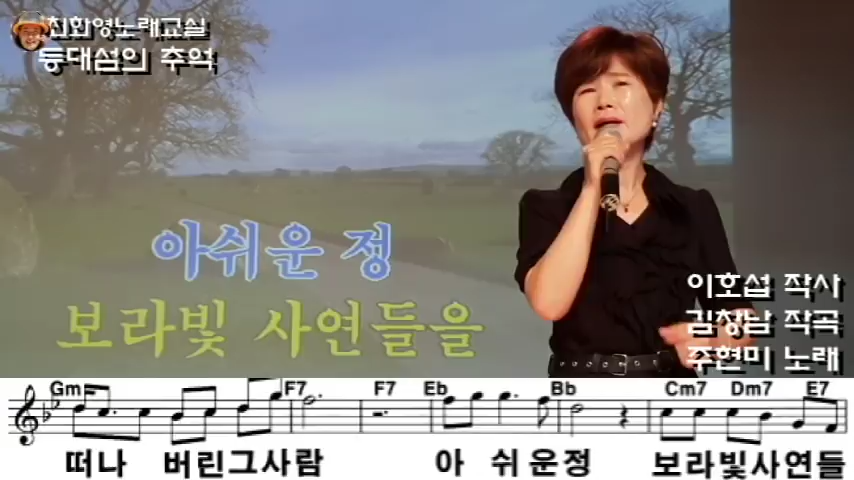 최화영노래교실
등대섬의 추억
아쉬운 정
보라빛 사연들을
이호섭 작사
김창남 작곡
주현미 노래
Gm F7 F7 Eb Bb Cm7 Dm7 E7
떠나 버린그사람 아 쉬운정 보라빛사연들